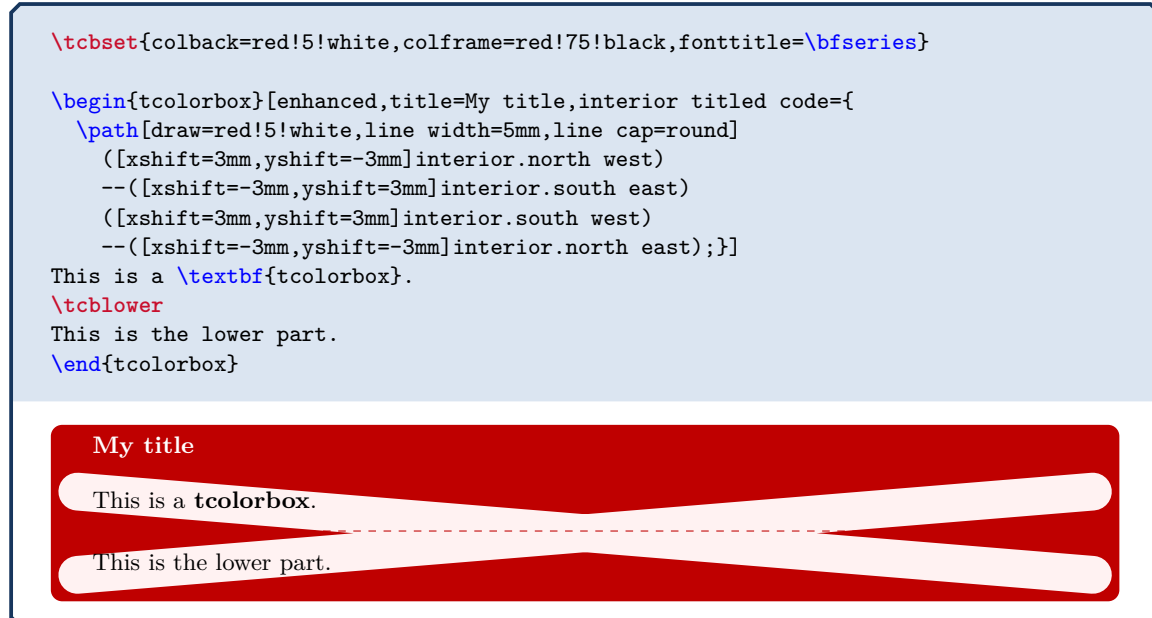 \tcbset{colback=red!5!white,colframe=red!75!black,fonttitle=\bfseries}
\begin{tcolorbox}[enhanced,title=My title,interior titled code={
\path[draw=red!5!white,line width=5mm,line cap=round]
([xshift=3mm,yshift=-3mm]interior.north west)
--([xshift=-3mm,yshift=3mm]interior.south east)
([xshift=3mm,yshift=3mm]interior.south west)
--([xshift=-3mm,yshift=-3mm]interior.north east);}]
This is a \textbf{tcolorbox}.
\tcblower
This is the lower part.
\end{tcolorbox}
My title
This is a tcolorbox.
This is the lower part.